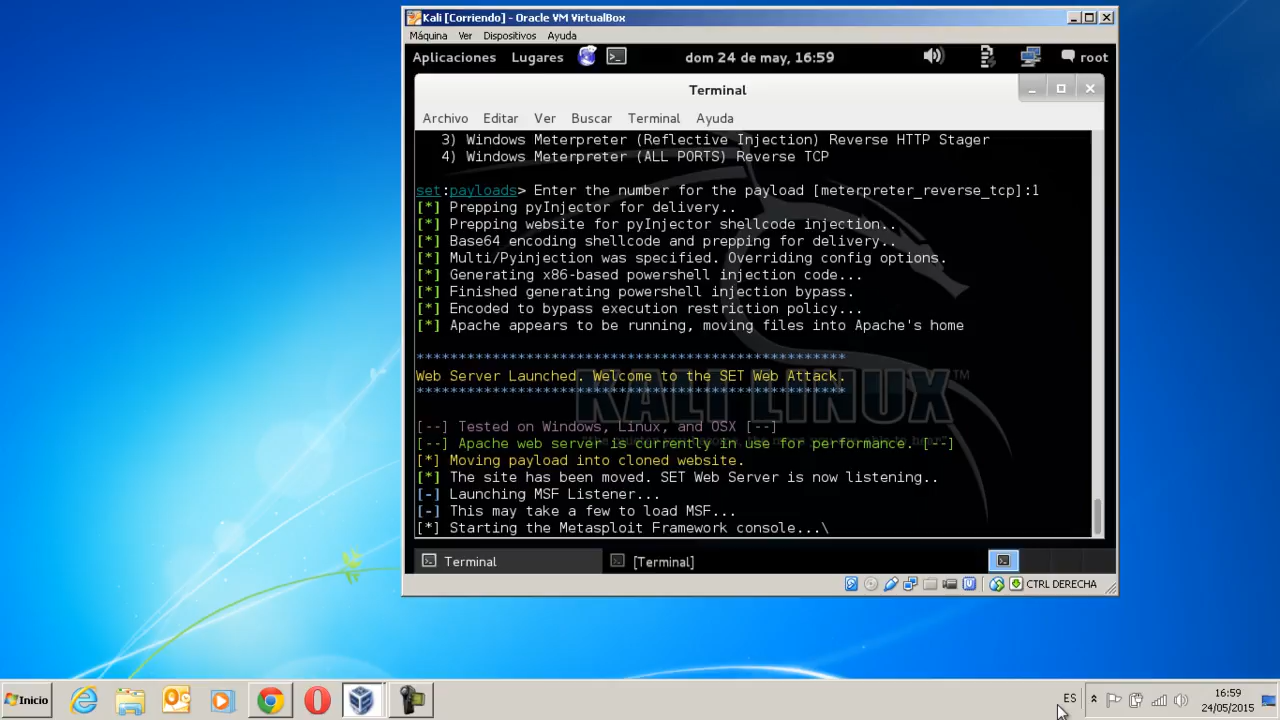 Kali [Corriendo] - Oracle VM VirtualBox
Máquina Ver Dispositivos Ayuda
Aplicaciones Lugares dom 24 de may, 16:59 root
Terminal
Archivo Editar Ver Buscar Terminal Ayuda
3) Windows Meterpreter (Reflective Injection) Reverse HTTP Stager
4) Windows Meterpreter (ALL PORTS) Reverse TCP
set:payloads> Enter the number for the payload [meterpreter_reverse_tcp]:1
[*] Prepping pyInjector for delivery..
[*] Prepping website for pyInjector shellcode injection..
[*] Base64 encoding shellcode and prepping for delivery..
[*] Multi/Pyinjection was specified. Overriding config options.
[*] Generating x86-based powershell injection code...
[*] Finished generating powershell injection bypass.
[*] Encoded to bypass execution restriction policy...
[*] Apache appears to be running, moving files into Apache's home
***************************************************
Web Server Launched. Welcome to the SET Web Attack.
***************************************************
KALI LINUX™
[--] Tested on Windows, Linux, and OSX [--]
[--] Apache web server is currently in use for performance. [--]
[*] Moving payload into cloned website.
[*] The site has been moved. SET Web Server is now listening..
[-] Launching MSF Listener...
[-] This may take a few to load MSF...
[*] Starting the Metasploit Framework console...\
Terminal [Terminal]
CTRL DERECHA
Inicio ES 16:59
24/05/2015